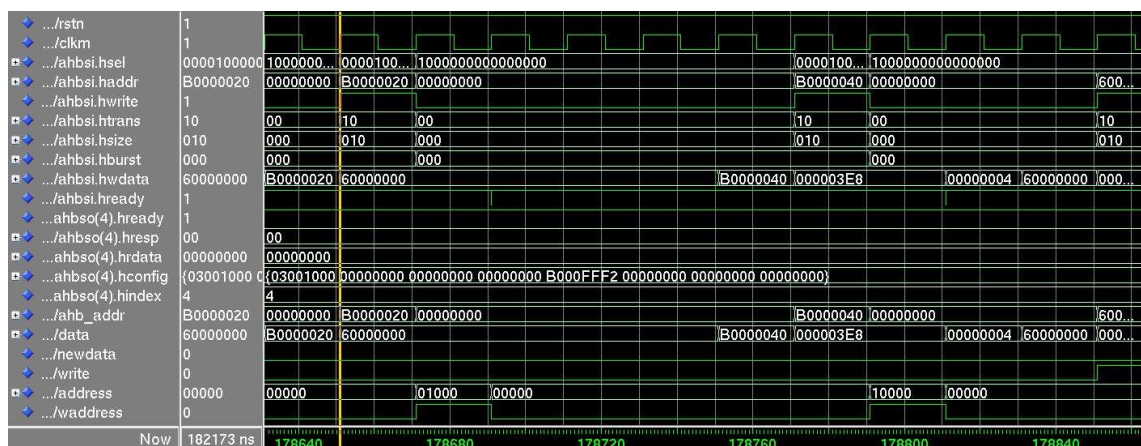 .../rstn 1
.../clkm 1
.../ahbsi.hsel 0000100000 1000000... 0000100... 1000000000000000 0000100... 1000000000000000
.../ahbsi.haddr B0000020 00000000 B0000020 00000000 B0000040 00000000 600...
.../ahbsi.hwrite 1
.../ahbsi.htrans 10 00 10 00 10 00 10
.../ahbsi.hsize 010 000 010 000 010 000 010
.../ahbsi.hburst 000 000 000 000
.../ahbsi.hwdata 60000000 B0000020 60000000 B0000040 000003E8 00000004 60000000 000...
.../ahbsi.hready 1
...ahbso(4).hready 1
.../ahbso(4).hresp 00 00
...ahbso(4).hrdata 00000000 00000000
...ahbso(4).hconfig {03001000 0 {03001000 00000000 00000000 00000000 B000FFF2 00000000 00000000 00000000}
...ahbso(4).hindex 4 4
.../ahb_addr B0000020 00000000 B0000020 00000000 B0000040 00000000 600...
.../data 60000000 B0000020 60000000 B0000040 000003E8 00000004 60000000 000...
.../newdata 0
.../write 0
.../address 00000 00000 01000 00000 10000 00000
.../waddress 0
Now 182173 ns 178640 178680 178720 178760 178800 178840